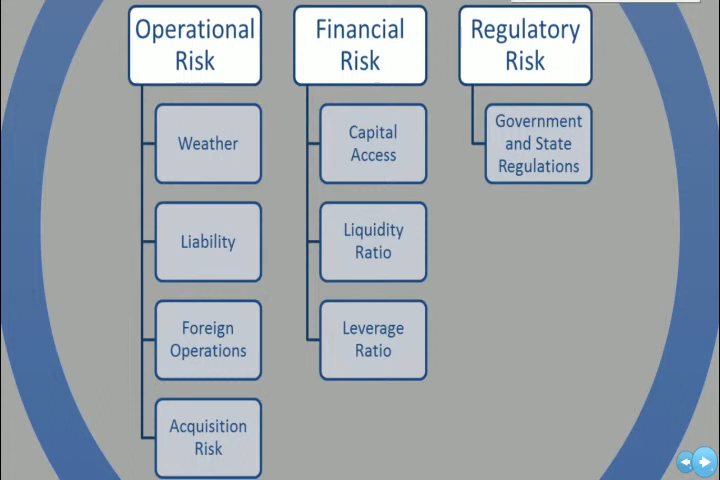 Operational
Risk
Weather
Liability
Foreign
Operations
Acquisition
Risk
Financial
Risk
Capital
Access
Liquidity
Ratio
Leverage
Ratio
Regulatory
Risk
Government
and State
Regulations